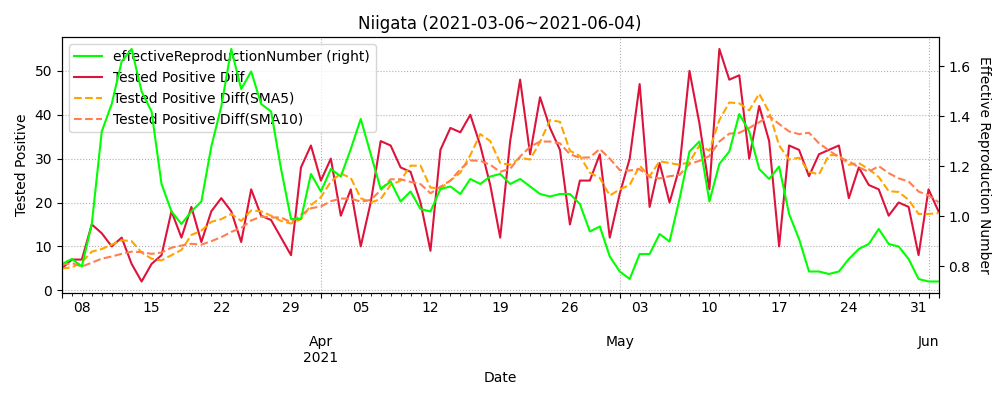 Niigata (2021-03-06~2021-06-04)
effectiveReproductionNumber (right)
Tested Positive Diff
Tested Positive Diff(SMA5)
Tested Positive Diff(SMA10)
Tested Positive
50
40
30
20
10
0
Effective Reproduction Number
1.6
1.4
1.2
1.0
0.8
08 15 22 29 05 12 19 26 03 10 17 24 31
Apr May Jun
2021
Date